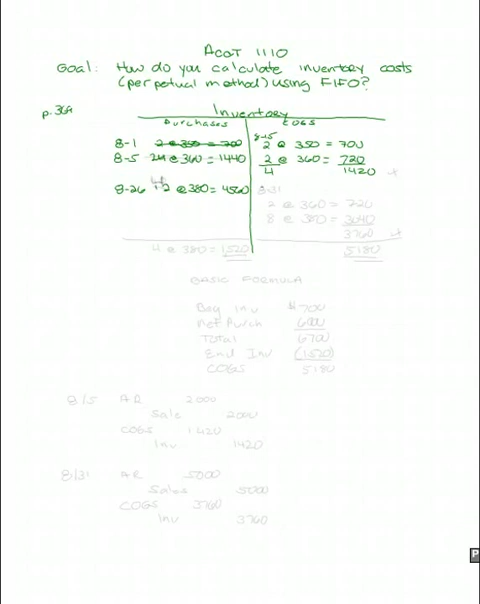 ACCT 1110
Goal: How do you calculate inventory costs
(perpetual method) using FIFO?
p. 364
Inventory
Purchases COGS
8-1 2 @ 350 = 700
8-15 2 @ 350 = 700
8-5 @ 360 = 1440 2 @ 360 = 720
4 1420 +
8-26 @ 380 = 4560 8-31
2 @ 360 = 720
8 @ 380 = 3040
3760 +
4 @ 380 = 1520 5180
BASIC FORMULA
Beg Inv $700
Net Purch 6000
Total 6700
End Inv (1520)
COGS 5180
8/5 AR 2000
Sales 2000
COGS 1420
Inv 1420
8/31 AR 5000
Sales 5000
COGS 3760
Inv 3760
P